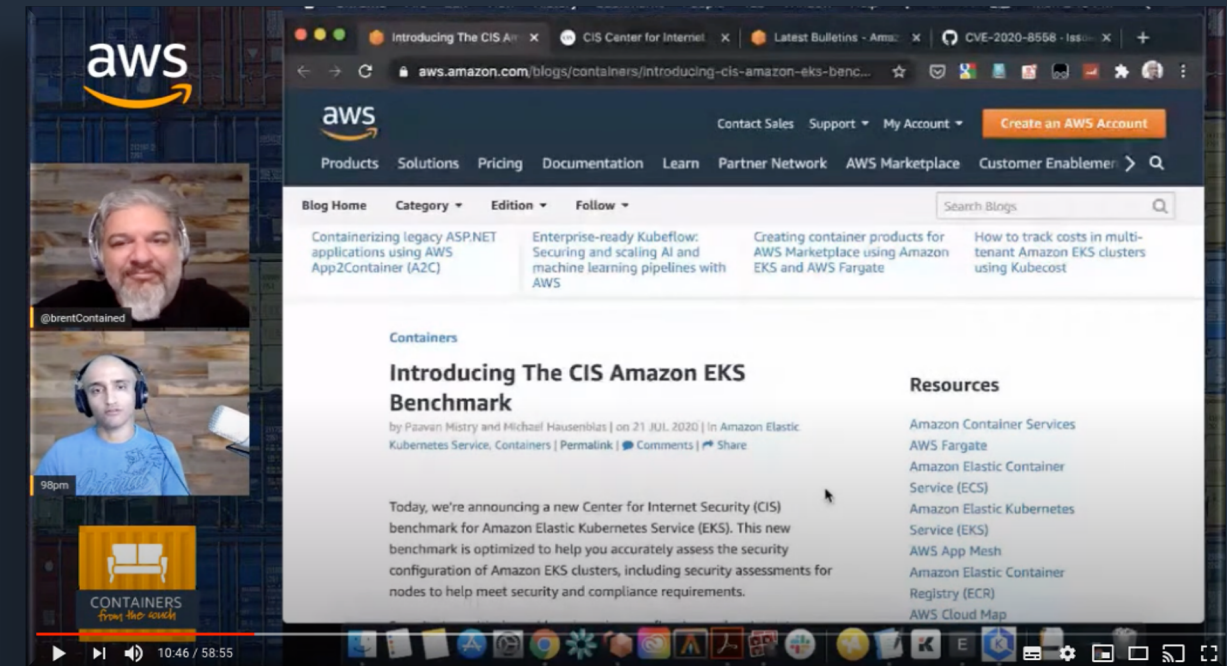 aws
Introducing The CIS Am
CIS Center for Internet
Latest Bulletins - Amaz
CVE-2020-8558 - Iss
aws.amazon.com/blogs/containers/introducing-cis-amazon-eks-benc...
aws
Contact Sales Support My Account Create an AWS Account
Products Solutions Pricing Documentation Learn Partner Network AWS Marketplace Customer Enablemen
Blog Home Category Edition Follow Search Blogs
Containerizing legacy ASP.NET
applications using AWS
App2Container (A2C)
Enterprise-ready Kubeflow:
Securing and scaling AI and
machine learning pipelines with
AWS
Creating container products for
AWS Marketplace using Amazon
EKS and AWS Fargate
How to track costs in multi-
tenant Amazon EKS clusters
using Kubecost
@brentContained
98pm
CONTAINERS
from the couch
Containers
Introducing The CIS Amazon EKS
Benchmark
by Paavan Mistry and Michael Hausenblas | on 21 JUL 2020 | in Amazon Elastic
Kubernetes Service, Containers | Permalink | Comments | Share
Today, we're announcing a new Center for Internet Security (CIS)
benchmark for Amazon Elastic Kubernetes Service (EKS). This new
benchmark is optimized to help you accurately assess the security
configuration of Amazon EKS clusters, including security assessments for
nodes to help meet security and compliance requirements.
Resources
Amazon Container Services
AWS Fargate
Amazon Elastic Container
Service (ECS)
Amazon Elastic Kubernetes
Service (EKS)
AWS App Mesh
Amazon Elastic Container
Registry (ECR)
AWS Cloud Map
10:46 / 58:55